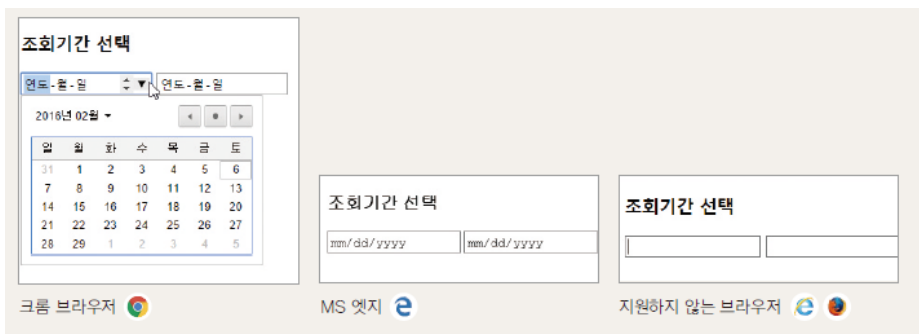 조회기간 선택
연도-월-일 연도-월-일
2016년 02월
일 월 화 수 목 금 토
31 1 2 3 4 5 6
7 8 9 10 11 12 13
14 15 16 17 18 19 20
21 22 23 24 25 26 27
28 29 1 2 3 4 5
크롬 브라우저
조회기간 선택
mm/dd/yyyy mm/dd/yyyy
MS 엣지
조회기간 선택
지원하지 않는 브라우저